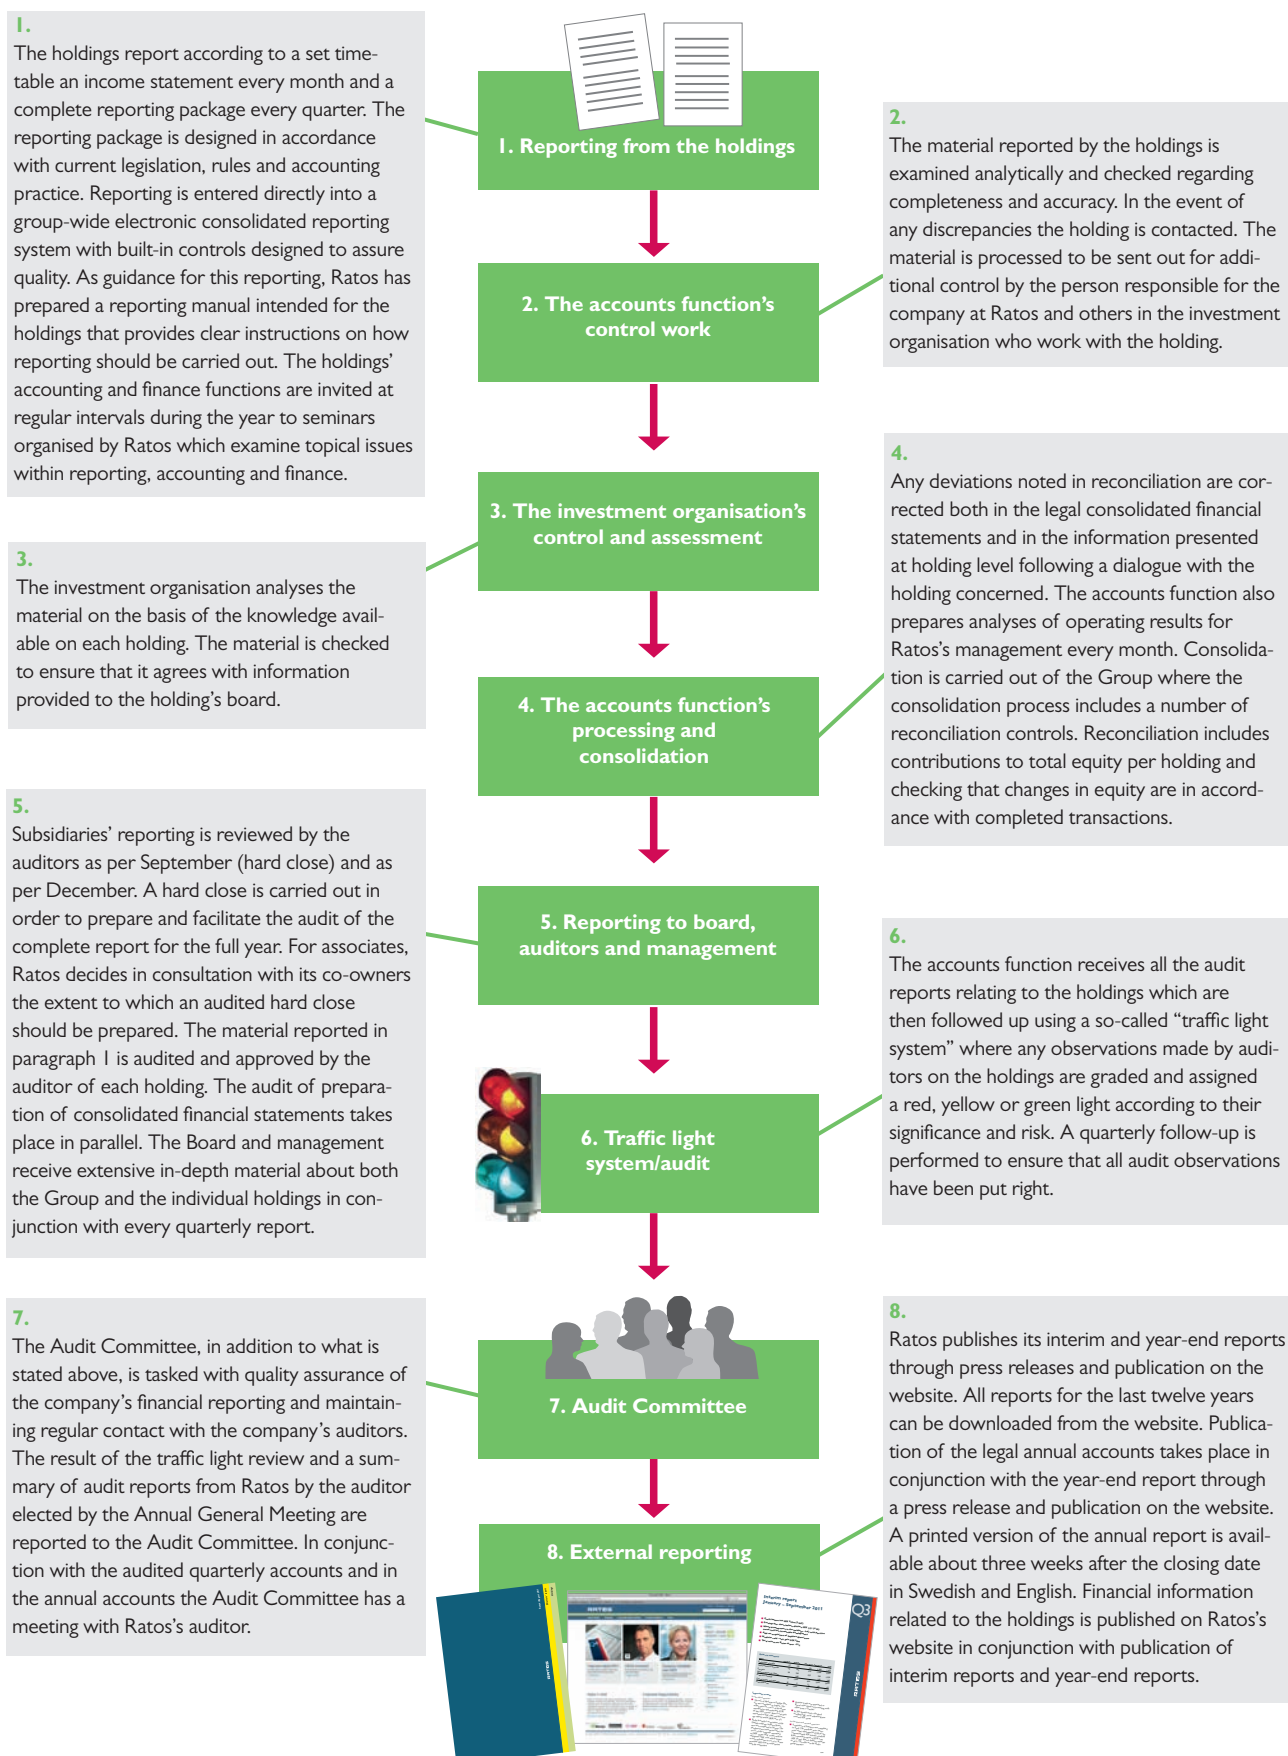 1.
The holdings report according to a set time-
table an income statement every month and a
complete reporting package every quarter. The
reporting package is designed in accordance
with current legislation, rules and accounting
practice. Reporting is entered directly into a
group-wide electronic consolidated reporting
system with built-in controls designed to assure
quality. As guidance for this reporting, Ratos has
prepared a reporting manual intended for the
holdings that provides clear instructions on how
reporting should be carried out. The holdings’
accounting and finance functions are invited at
regular intervals during the year to seminars
organised by Ratos which examine topical issues
within reporting, accounting and finance.
1. Reporting from the holdings
2.
The material reported by the holdings is
examined analytically and checked regarding
completeness and accuracy. In the event of
any discrepancies the holding is contacted. The
material is processed to be sent out for addi-
tional control by the person responsible for the
company at Ratos and others in the investment
organisation who work with the holding.
2. The accounts function’s
control work
3.
The investment organisation analyses the
material on the basis of the knowledge avail-
able on each holding. The material is checked
to ensure that it agrees with information
provided to the holding’s board.
3. The investment organisation’s
control and assessment
4.
Any deviations noted in reconciliation are cor-
rected both in the legal consolidated financial
statements and in the information presented
at holding level following a dialogue with the
holding concerned. The accounts function also
prepares analyses of operating results for
Ratos’s management every month. Consolida-
tion is carried out of the Group where the
consolidation process includes a number of
reconciliation controls. Reconciliation includes
contributions to total equity per holding and
checking that changes in equity are in accord-
ance with completed transactions.
4. The accounts function’s
processing and
consolidation
5.
Subsidiaries’ reporting is reviewed by the
auditors as per September (hard close) and as
per December. A hard close is carried out in
order to prepare and facilitate the audit of the
complete report for the full year. For associates,
Ratos decides in consultation with its co-owners
the extent to which an audited hard close
should be prepared. The material reported in
paragraph 1 is audited and approved by the
auditor of each holding. The audit of prepara-
tion of consolidated financial statements takes
place in parallel. The Board and management
receive extensive in-depth material about both
the Group and the individual holdings in con-
junction with every quarterly report.
5. Reporting to board,
auditors and management
6.
The accounts function receives all the audit
reports relating to the holdings which are
then followed up using a so-called “traffic light
system” where any observations made by audi-
tors on the holdings are graded and assigned
a red, yellow or green light according to their
significance and risk. A quarterly follow-up is
performed to ensure that all audit observations
have been put right.
6. Traffic light
system/audit
7.
The Audit Committee, in addition to what is
stated above, is tasked with quality assurance of
the company’s financial reporting and maintain-
ing regular contact with the company’s auditors.
The result of the traffic light review and a sum-
mary of audit reports from Ratos by the auditor
elected by the Annual General Meeting are
reported to the Audit Committee. In conjunc-
tion with the audited quarterly accounts and in
the annual accounts the Audit Committee has a
meeting with Ratos’s auditor.
7. Audit Committee
8.
Ratos publishes its interim and year-end reports
through press releases and publication on the
website. All reports for the last twelve years
can be downloaded from the website. Publica-
tion of the legal annual accounts takes place in
conjunction with the year-end report through
a press release and publication on the website.
A printed version of the annual report is avail-
able about three weeks after the closing date
in Swedish and English. Financial information
related to the holdings is published on Ratos’s
website in conjunction with publication of
interim reports and year-end reports.
8. External reporting
RATOS
Interim report
January – September 2011
Q3
RATOS
RATOS